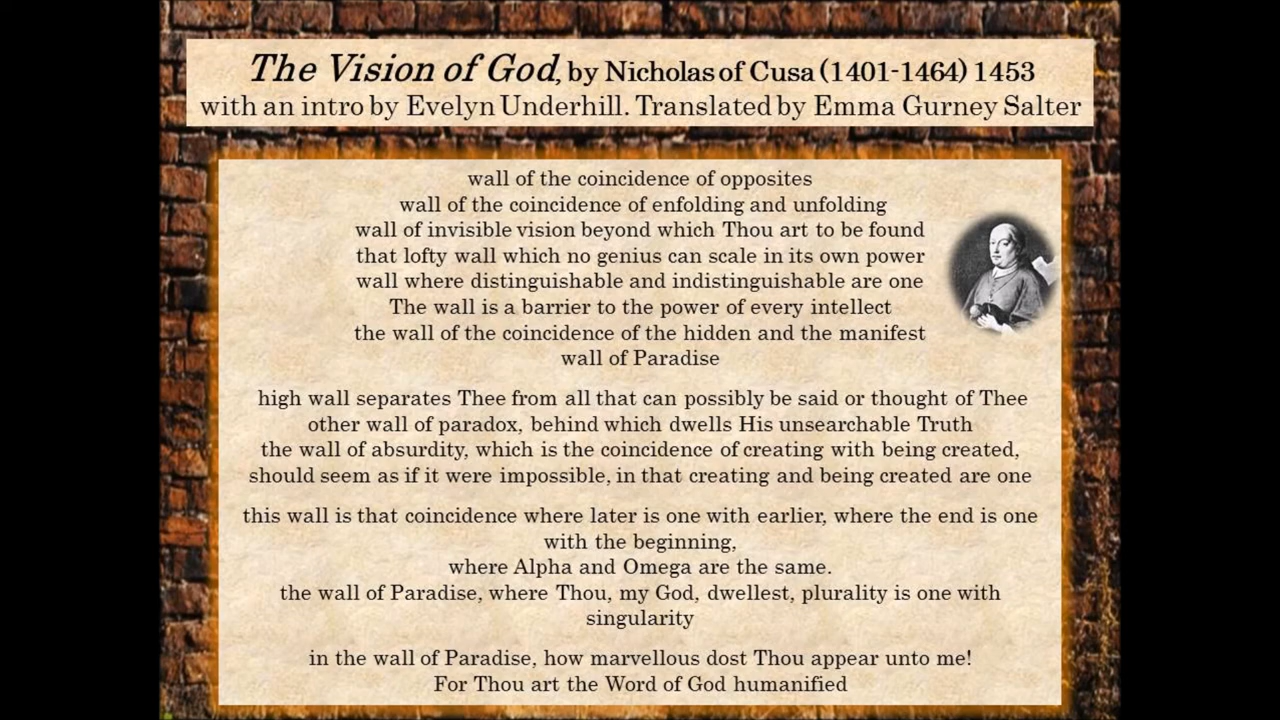 The Vision of God, by Nicholas of Cusa (1401-1464) 1453
with an intro by Evelyn Underhill. Translated by Emma Gurney Salter
wall of the coincidence of opposites
wall of the coincidence of enfolding and unfolding
wall of invisible vision beyond which Thou art to be found
that lofty wall which no genius can scale in its own power
wall where distinguishable and indistinguishable are one
The wall is a barrier to the power of every intellect
the wall of the coincidence of the hidden and the manifest
wall of Paradise
high wall separates Thee from all that can possibly be said or thought of Thee
other wall of paradox, behind which dwells His unsearchable Truth
the wall of absurdity, which is the coincidence of creating with being created,
should seem as if it were impossible, in that creating and being created are one
this wall is that coincidence where later is one with earlier, where the end is one
with the beginning,
where Alpha and Omega are the same.
the wall of Paradise, where Thou, my God, dwellest, plurality is one with
singularity
in the wall of Paradise, how marvellous dost Thou appear unto me!
For Thou art the Word of God humanified